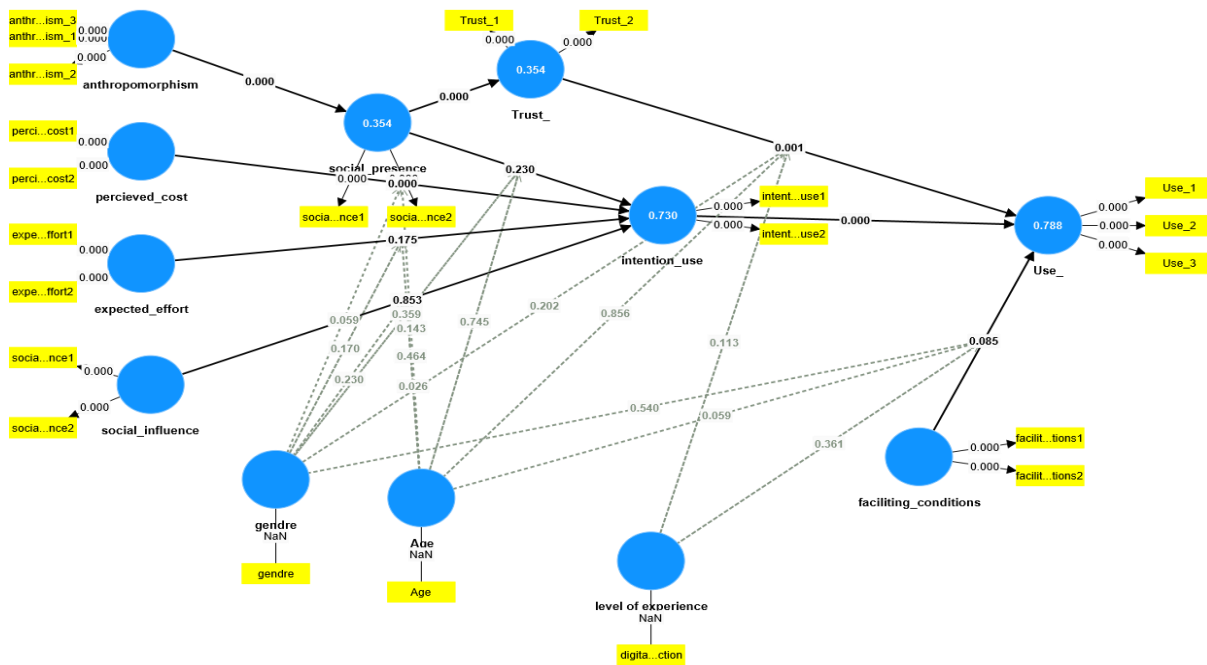 anthr...ism_3
0.000
anthr...ism_1
0.000
0.000
anthr...ism_2
anthropomorphism
0.000
Trust_1
Trust_2
0.000
0.000
0.354
Trust_
0.000
0.354
social_presence
0.000
0.000
socia...nce1
socia...nce2
perci...cost1
0.000
0.000
perci...cost2
percieved_cost
0.230
0.001
0.000
intent...use1
0.000
0.730
0.000
intent...use2
intention_use
0.000
0.788
Use_
0.000
Use_1
0.000
Use_2
0.000
Use_3
expe...ffort1
0.000
0.000
expe...ffort2
expected_effort
0.175
0.853
socia...nce1
0.000
0.000
socia...nce2
social_influence
0.059
0.359
0.143
0.745
0.202
0.856
0.113
0.170
0.464
0.230
0.026
0.540
0.059
0.361
0.085
facilit...tions1
0.000
0.000
facilit...tions2
faciliting_conditions
gendre
NaN
gendre
Age
NaN
Age
level of experience
NaN
digita...ction